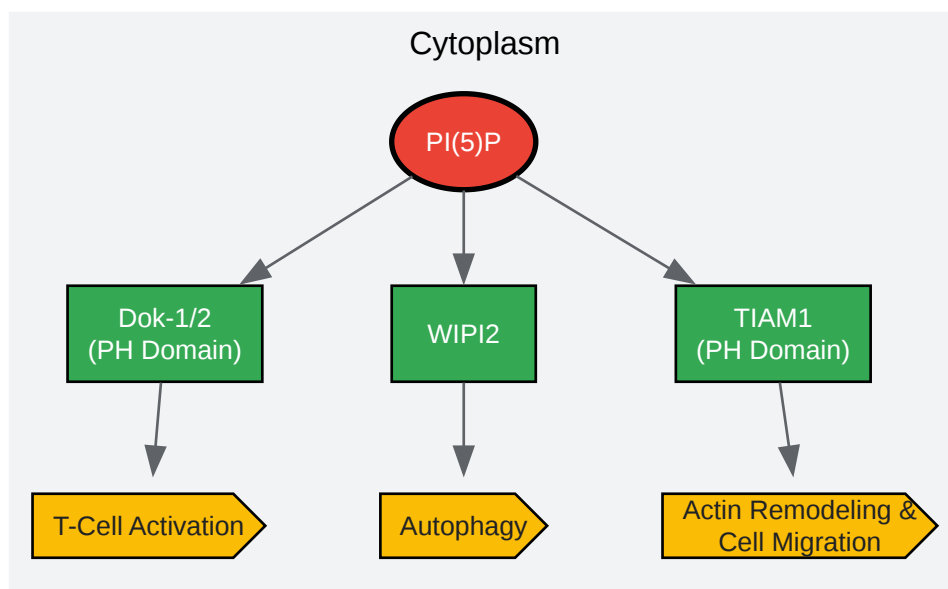 Cytoplasm
PI(5)P
Dok-1/2
(PH Domain)
WIPI2
TIAM1
(PH Domain)
T-Cell Activation
Autophagy
Actin Remodeling &
Cell Migration